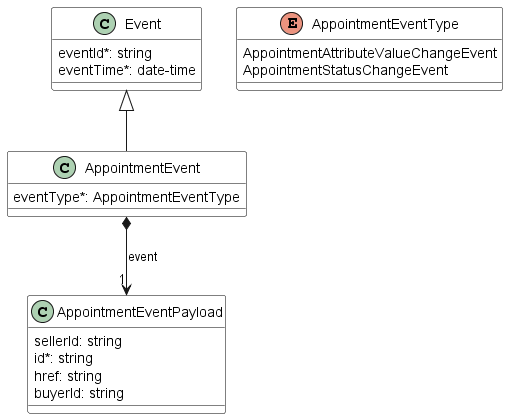 C Event
eventId*: string
eventTime*: date-time
E AppointmentEventType
AppointmentAttributeValueChangeEvent
AppointmentStatusChangeEvent
C AppointmentEvent
eventType*: AppointmentEventType
event
1
C AppointmentEventPayload
sellerId: string
id*: string
href: string
buyerId: string